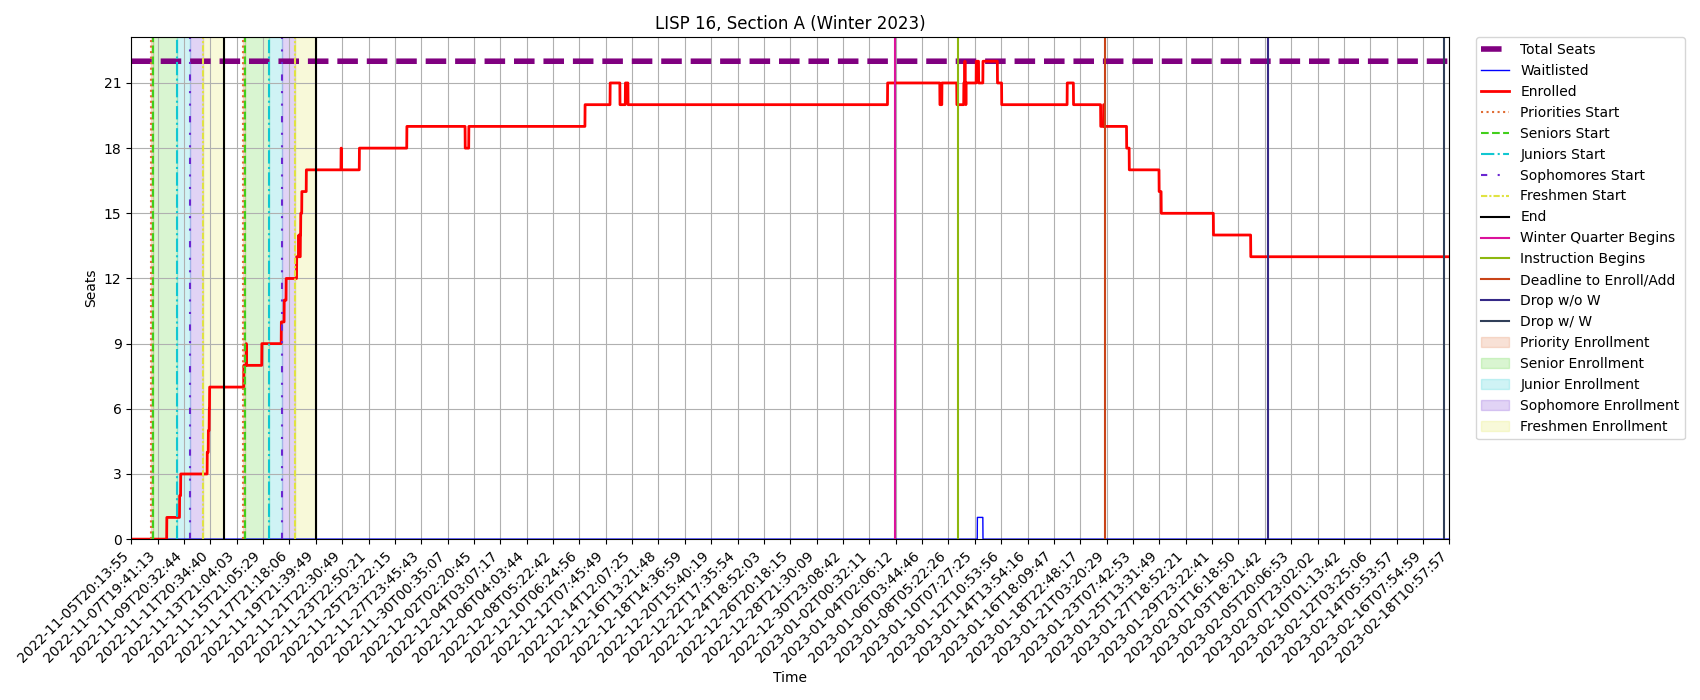 LISP 16, Section A (Winter 2023)
Seats
21
18
15
12
9
6
3
0
2022-11-05T20:13:55
2022-11-07T19:41:13
2022-11-09T20:32:44
2022-11-11T20:34:40
2022-11-13T21:04:03
2022-11-15T21:05:29
2022-11-17T21:18:06
2022-11-19T21:39:49
2022-11-21T22:30:49
2022-11-23T22:50:21
2022-11-25T23:22:15
2022-11-27T23:45:43
2022-11-30T00:35:07
2022-12-02T02:20:45
2022-12-04T03:07:17
2022-12-06T04:03:44
2022-12-08T05:22:42
2022-12-10T06:24:56
2022-12-12T07:45:49
2022-12-14T12:07:25
2022-12-16T13:21:48
2022-12-18T14:36:59
2022-12-20T15:40:19
2022-12-22T17:35:54
2022-12-24T18:52:03
2022-12-26T20:18:15
2022-12-28T21:30:09
2022-12-30T23:08:42
2023-01-02T00:32:11
2023-01-04T02:06:12
2023-01-06T03:44:46
2023-01-08T05:22:26
2023-01-10T07:27:25
2023-01-12T10:53:56
2023-01-14T13:54:16
2023-01-16T18:09:47
2023-01-18T22:48:17
2023-01-21T03:20:29
2023-01-23T07:42:53
2023-01-25T13:31:49
2023-01-27T18:52:21
2023-01-29T23:22:41
2023-02-01T16:18:50
2023-02-03T18:21:42
2023-02-05T20:06:53
2023-02-07T23:02:02
2023-02-10T01:13:42
2023-02-12T03:25:06
2023-02-14T05:53:57
2023-02-16T07:54:59
2023-02-18T10:57:57
Time
Total Seats
Waitlisted
Enrolled
Priorities Start
Seniors Start
Juniors Start
Sophomores Start
Freshmen Start
End
Winter Quarter Begins
Instruction Begins
Deadline to Enroll/Add
Drop w/o W
Drop w/ W
Priority Enrollment
Senior Enrollment
Junior Enrollment
Sophomore Enrollment
Freshmen Enrollment